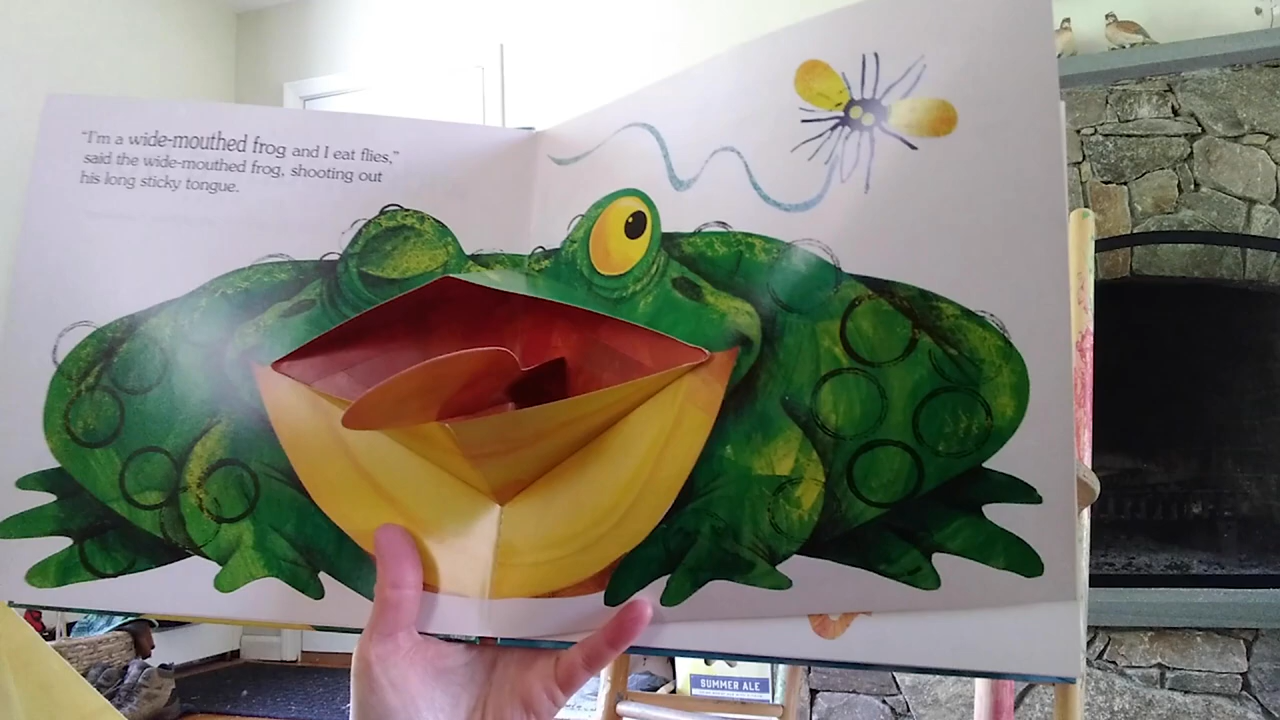 "I'm a wide-mouthed frog and I eat flies,"
said the wide-mouthed frog, shooting out
his long sticky tongue.
SUMMER ALE